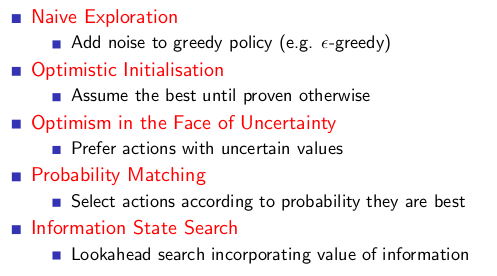 Naive Exploration
Add noise to greedy policy (e.g. ϵ-greedy)
Optimistic Initialisation
Assume the best until proven otherwise
Optimism in the Face of Uncertainty
Prefer actions with uncertain values
Probability Matching
Select actions according to probability they are best
Information State Search
Lookahead search incorporating value of information